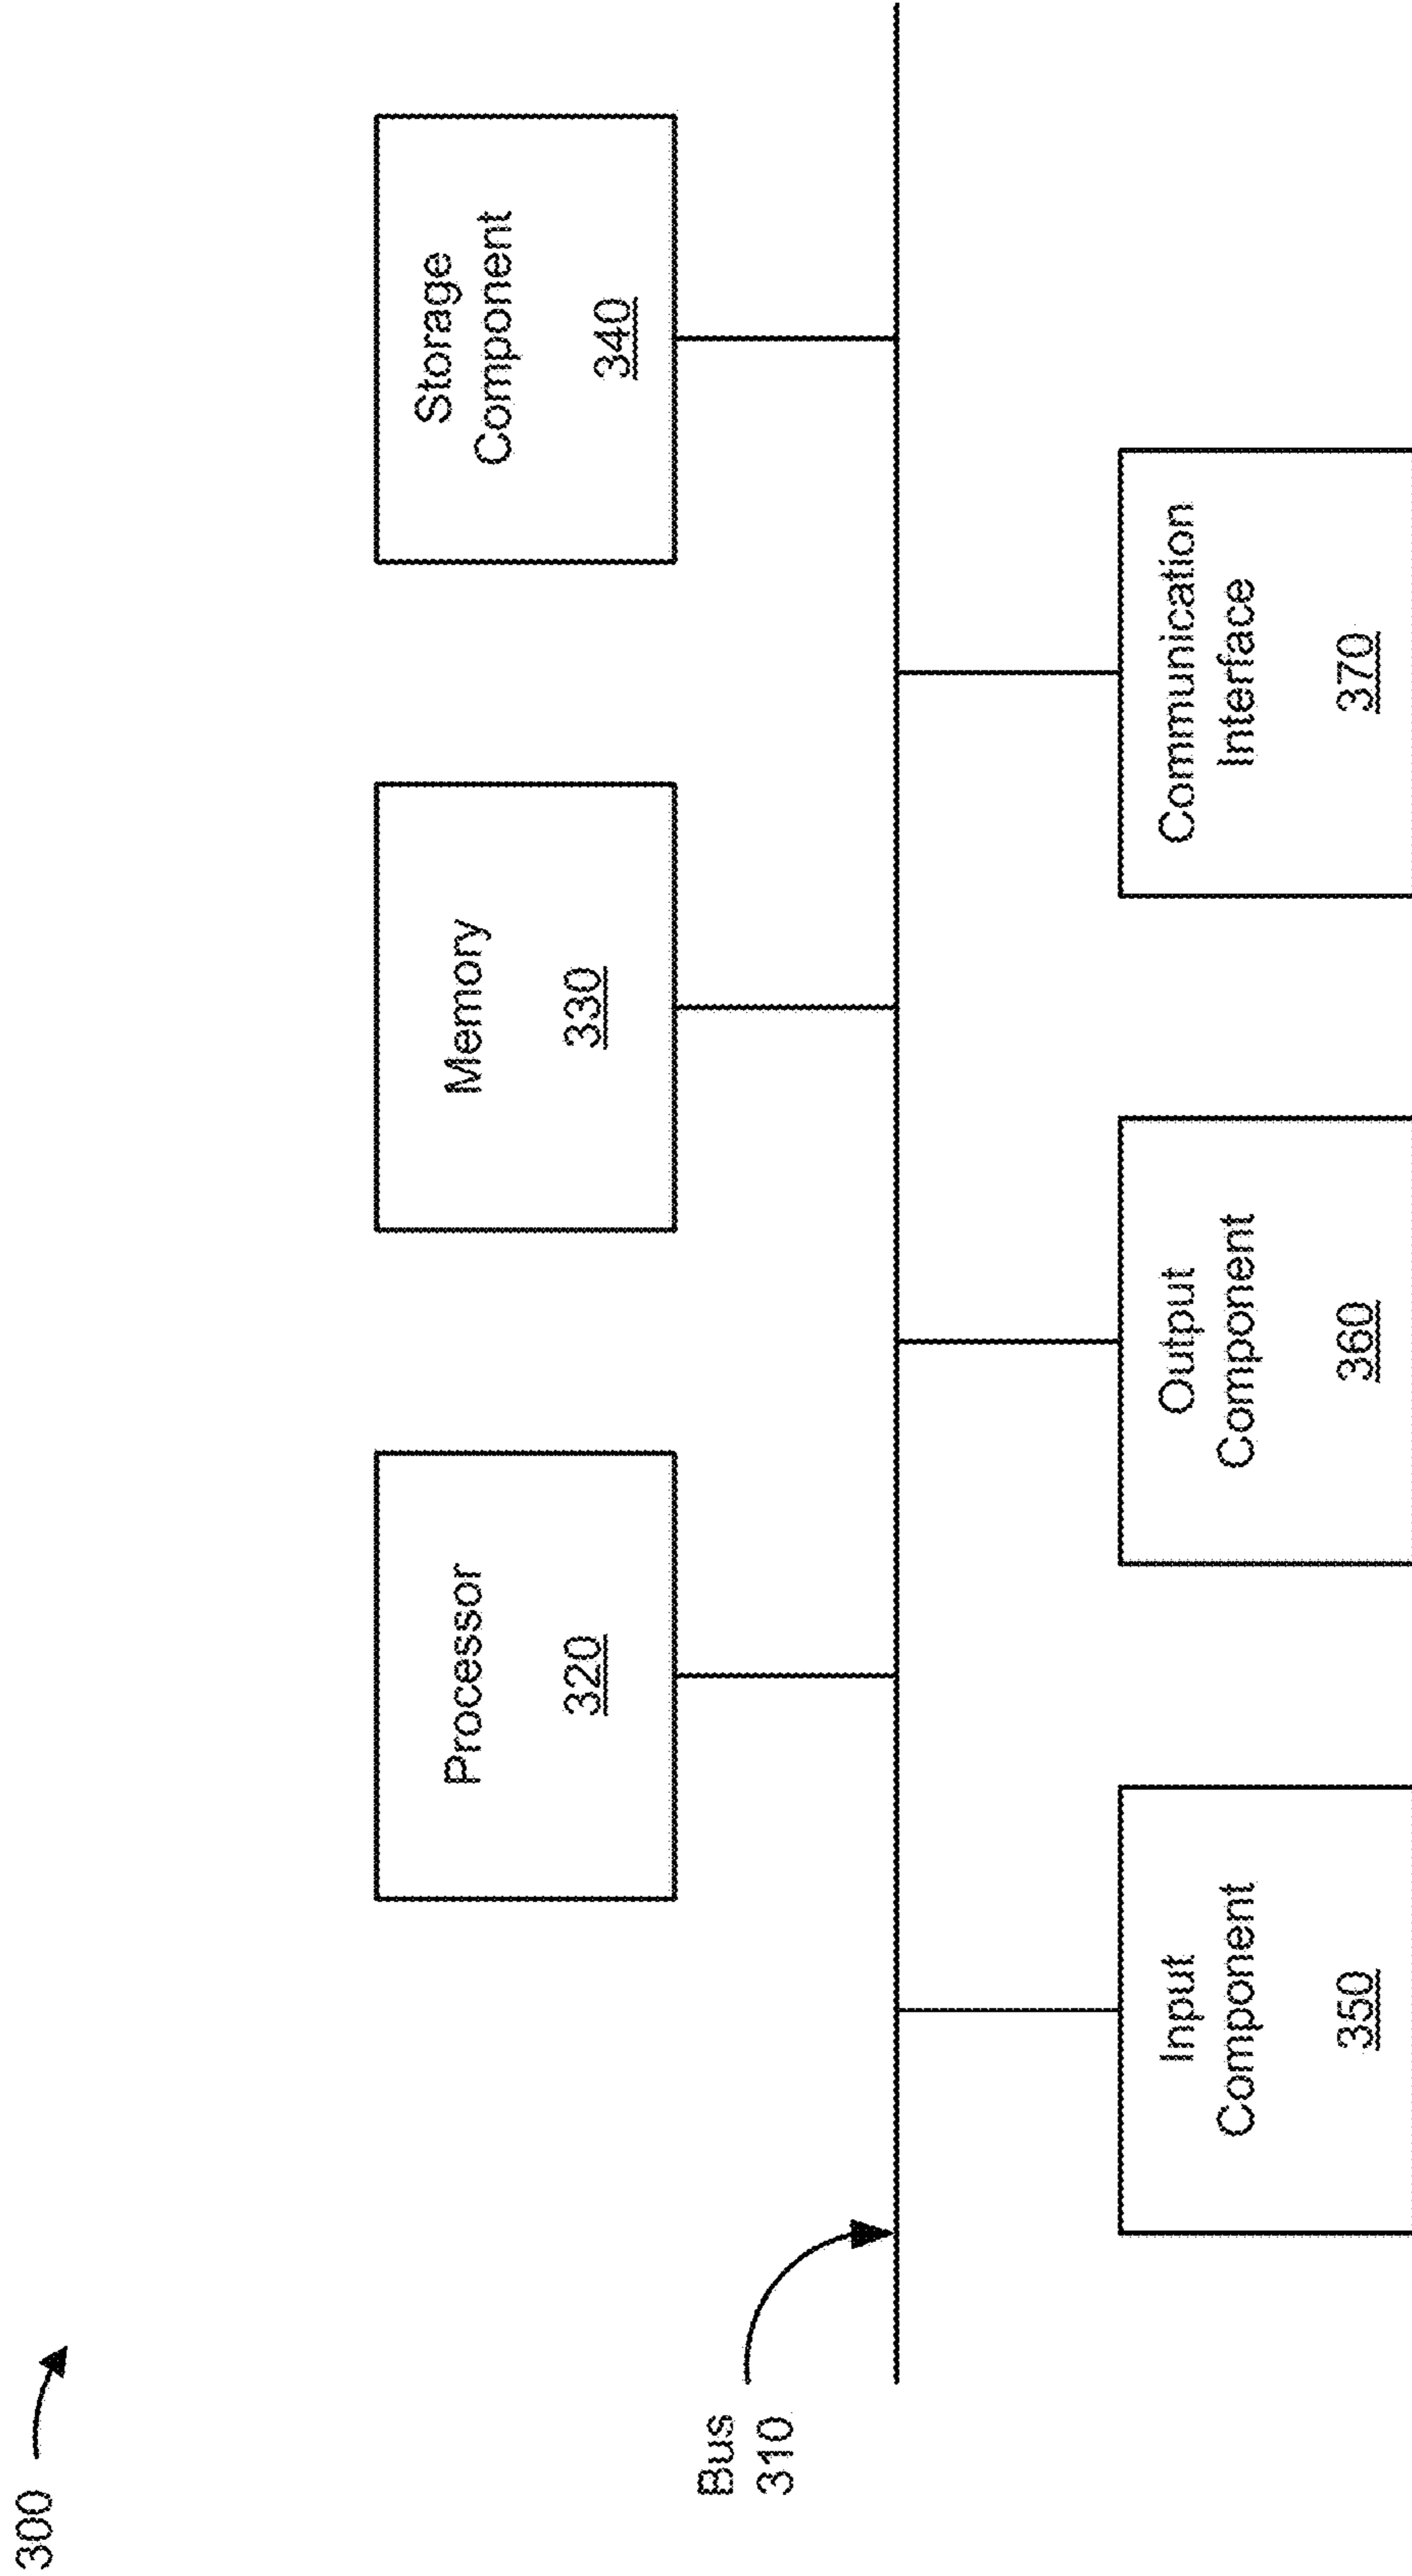 300
Processor
320
Memory
330
Storage
Component
340
Bus
310
Input
Component
350
Output
Component
360
Communication
Interface
370